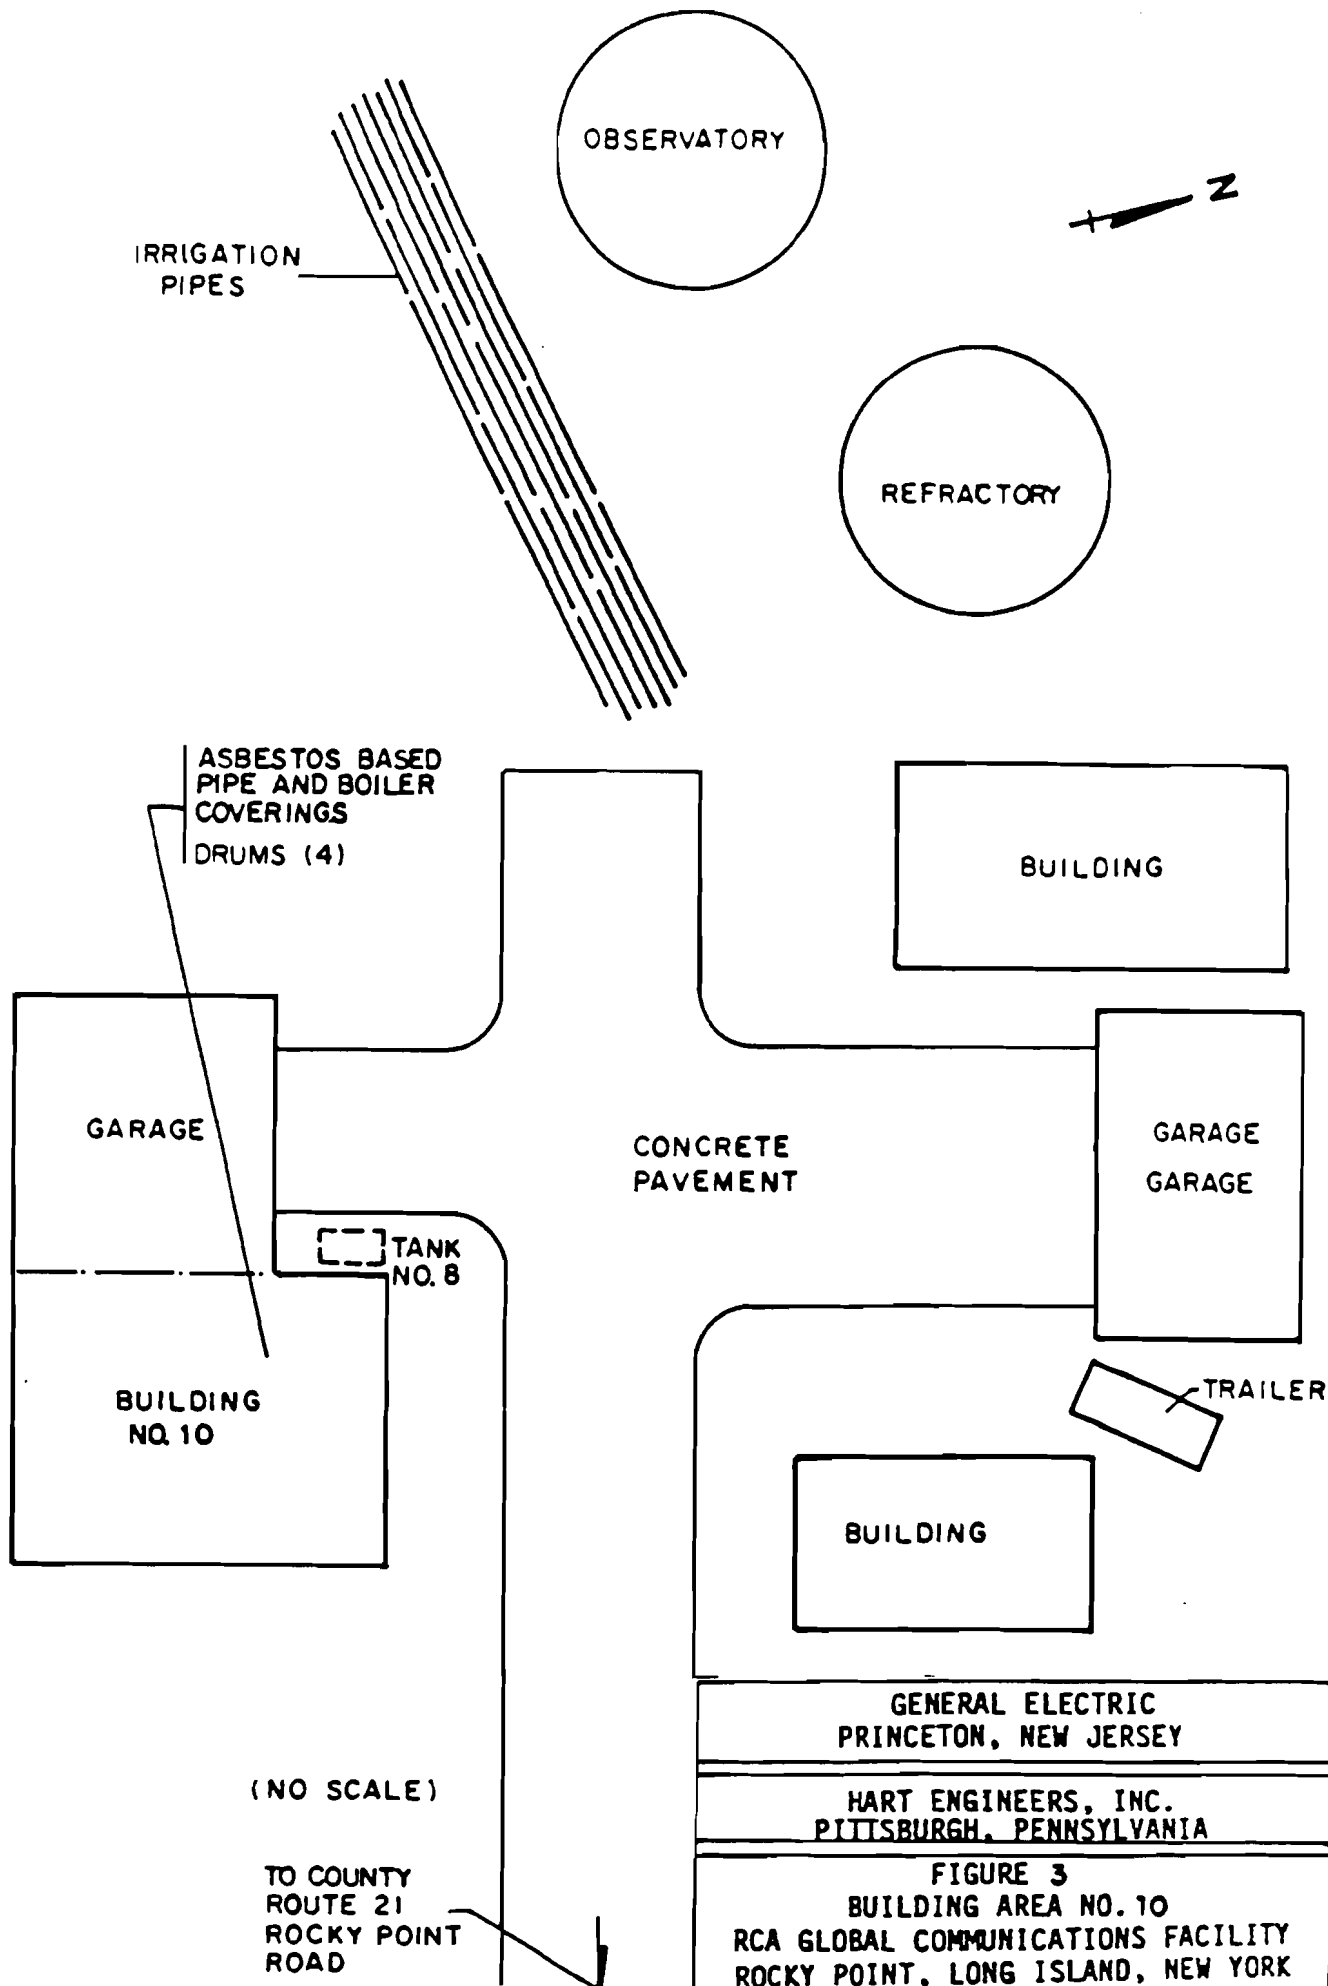 OBSERVATORY
N
IRRIGATION
PIPES
REFRACTORY
ASBESTOS BASED
PIPE AND BOILER
COVERINGS
DRUMS (4)
BUILDING
GARAGE
CONCRETE
PAVEMENT
GARAGE
GARAGE
TANK
NO. 8
TRAILER
BUILDING
NO. 10
BUILDING
GENERAL ELECTRIC
PRINCETON, NEW JERSEY
(NO SCALE)
HART ENGINEERS, INC.
PITTSBURGH, PENNSYLVANIA
TO COUNTY
ROUTE 21
ROCKY POINT
ROAD
FIGURE 3
BUILDING AREA NO. 10
RCA GLOBAL COMMUNICATIONS FACILITY
ROCKY POINT, LONG ISLAND, NEW YORK